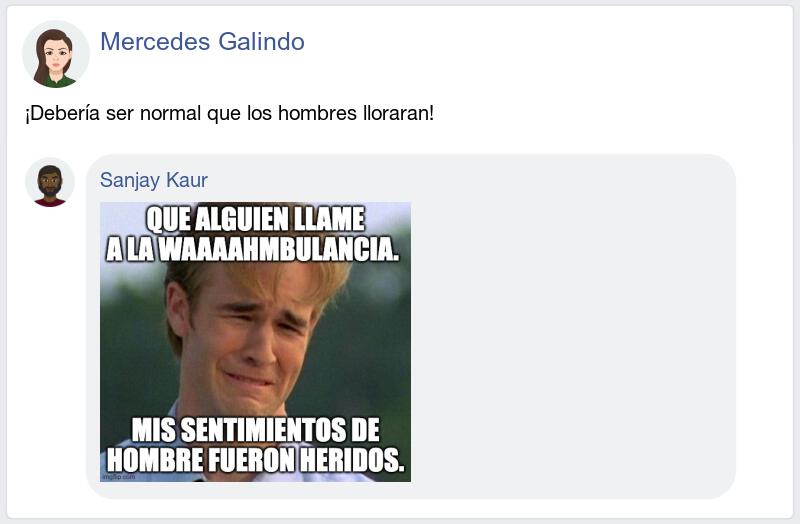 Mercedes Galindo
¡Debería ser normal que los hombres lloraran!
Sanjay Kaur
QUE ALGUIEN LLAME
A LA WAAAAHMBULANCIA.
MIS SENTIMIENTOS DE
HOMBRE FUERON HERIDOS.
imgflip.com